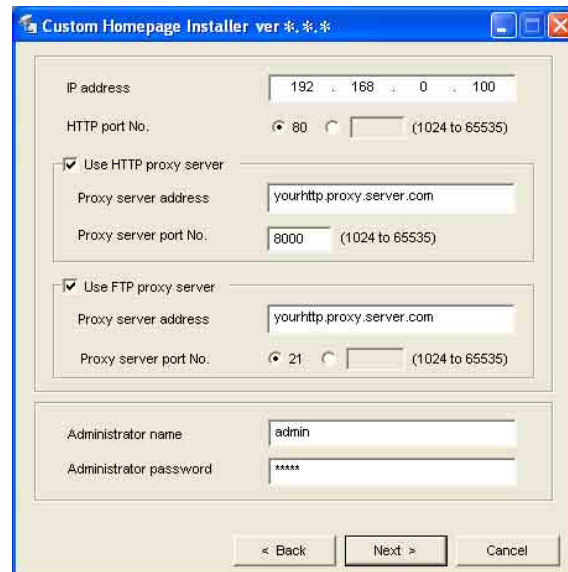 Custom Homepage Installer ver *.*.*
IP address 192 . 168 . 0 . 100
HTTP port No. 80 (1024 to 65535)
Use HTTP proxy server
Proxy server address yourhttp.proxy.server.com
Proxy server port No. 8000 (1024 to 65535)
Use FTP proxy server
Proxy server address yourhttp.proxy.server.com
Proxy server port No. 21 (1024 to 65535)
Administrator name admin
Administrator password *****
< Back Next > Cancel